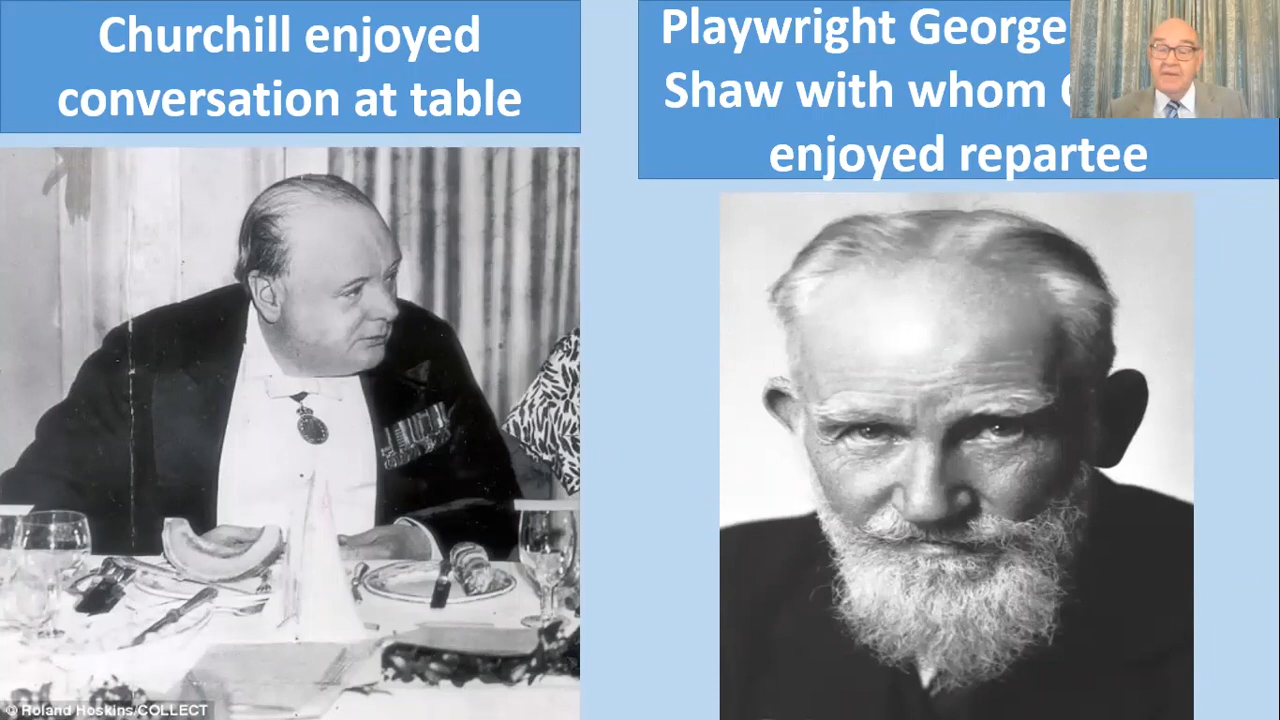 Churchill enjoyed
conversation at table
Playwright George
Shaw with whom
enjoyed repartee
© Roland Hoskins/COLLECT